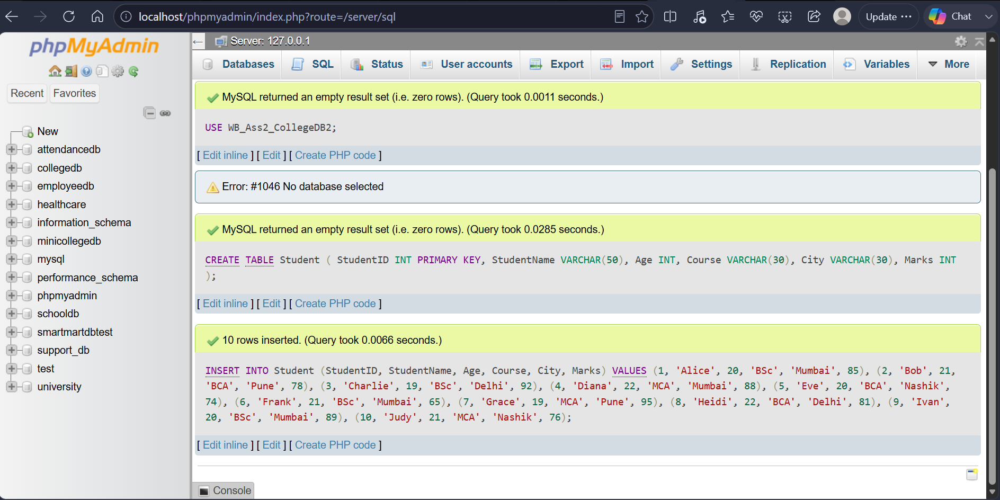 localhost/phpmyadmin/index.php?route=/server/sql
Update
Chat
phpMyAdmin
Recent
Favorites
New
attendancedb
collegedb
employeedb
healthcare
information_schema
minicollegedb
mysql
performance_schema
phpmyadmin
schooldb
smartmartdbtest
support_db
test
university
Server: 127.0.0.1
Databases
SQL
Status
User accounts
Export
Import
Settings
Replication
Variables
More
MySQL returned an empty result set (i.e. zero rows). (Query took 0.0011 seconds.)
USE WB_Ass2_CollegeDB2;
[ Edit inline ] [ Edit ] [ Create PHP code ]
Error: #1046 No database selected
MySQL returned an empty result set (i.e. zero rows). (Query took 0.0285 seconds.)
CREATE TABLE Student ( StudentID INT PRIMARY KEY, StudentName VARCHAR(50), Age INT, Course VARCHAR(30), City VARCHAR(30), Marks INT
);
[ Edit inline ] [ Edit ] [ Create PHP code ]
10 rows inserted. (Query took 0.0066 seconds.)
INSERT INTO Student (StudentID, StudentName, Age, Course, City, Marks) VALUES (1, 'Alice', 20, 'BSc', 'Mumbai', 85), (2, 'Bob', 21,
'BCA', 'Pune', 78), (3, 'Charlie', 19, 'BSc', 'Delhi', 92), (4, 'Diana', 22, 'MCA', 'Mumbai', 88), (5, 'Eve', 20, 'BCA', 'Nashik',
74), (6, 'Frank', 21, 'BSc', 'Mumbai', 65), (7, 'Grace', 19, 'MCA', 'Pune', 95), (8, 'Heidi', 22, 'BCA', 'Delhi', 81), (9, 'Ivan',
20, 'BSc', 'Mumbai', 89), (10, 'Judy', 21, 'MCA', 'Nashik', 76);
[ Edit inline ] [ Edit ] [ Create PHP code ]
Console